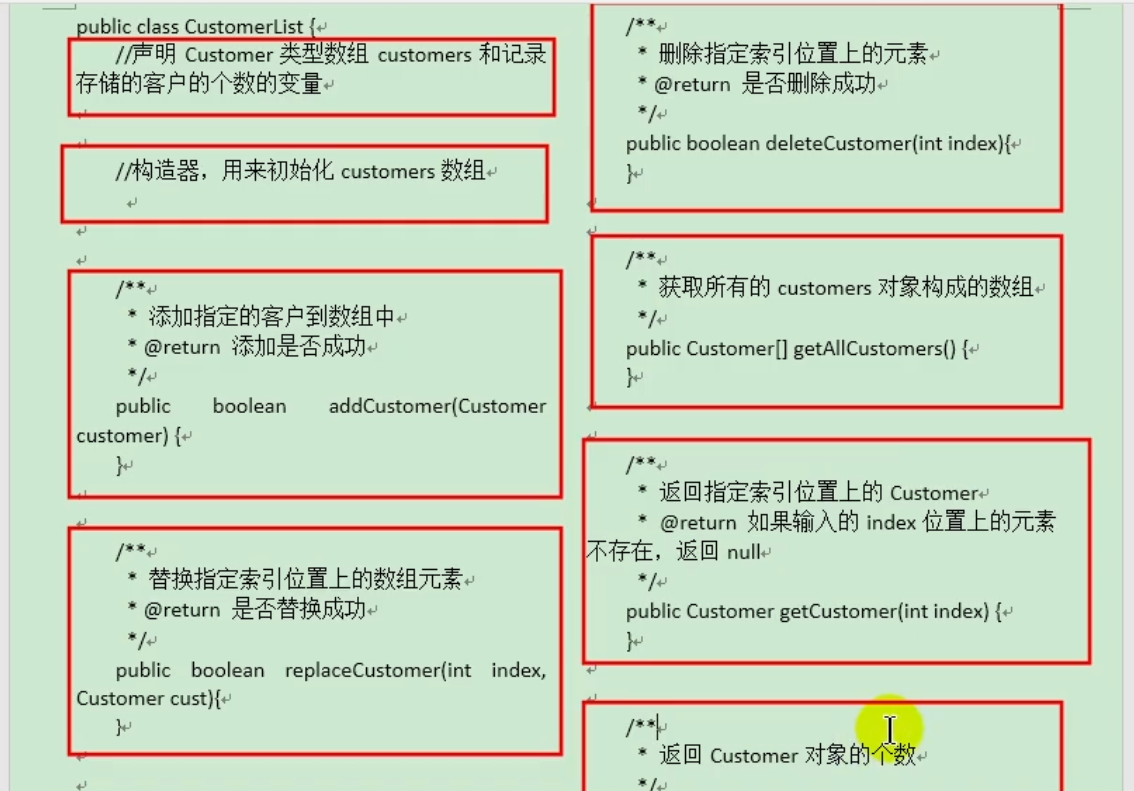 public class CustomerList {
//声明 Customer 类型数组 customers 和记录
存储的客户的个数的变量
//构造器，用来初始化 customers 数组
/**
* 添加指定的客户到数组中
* @return 添加是否成功
*/
public boolean addCustomer(Customer
customer) {
}
/**
* 替换指定索引位置上的数组元素
* @return 是否替换成功
*/
public boolean replaceCustomer(int index,
Customer cust){
}
/**
* 删除指定索引位置上的元素
* @return 是否删除成功
*/
public boolean deleteCustomer(int index){
}
/**
* 获取所有的 customers 对象构成的数组
*/
public Customer[] getAllCustomers() {
}
/**
* 返回指定索引位置上的 Customer
* @return 如果输入的 index 位置上的元素
不存在，返回 null
*/
public Customer getCustomer(int index) {
}
/**
* 返回 Customer 对象的个数
*/